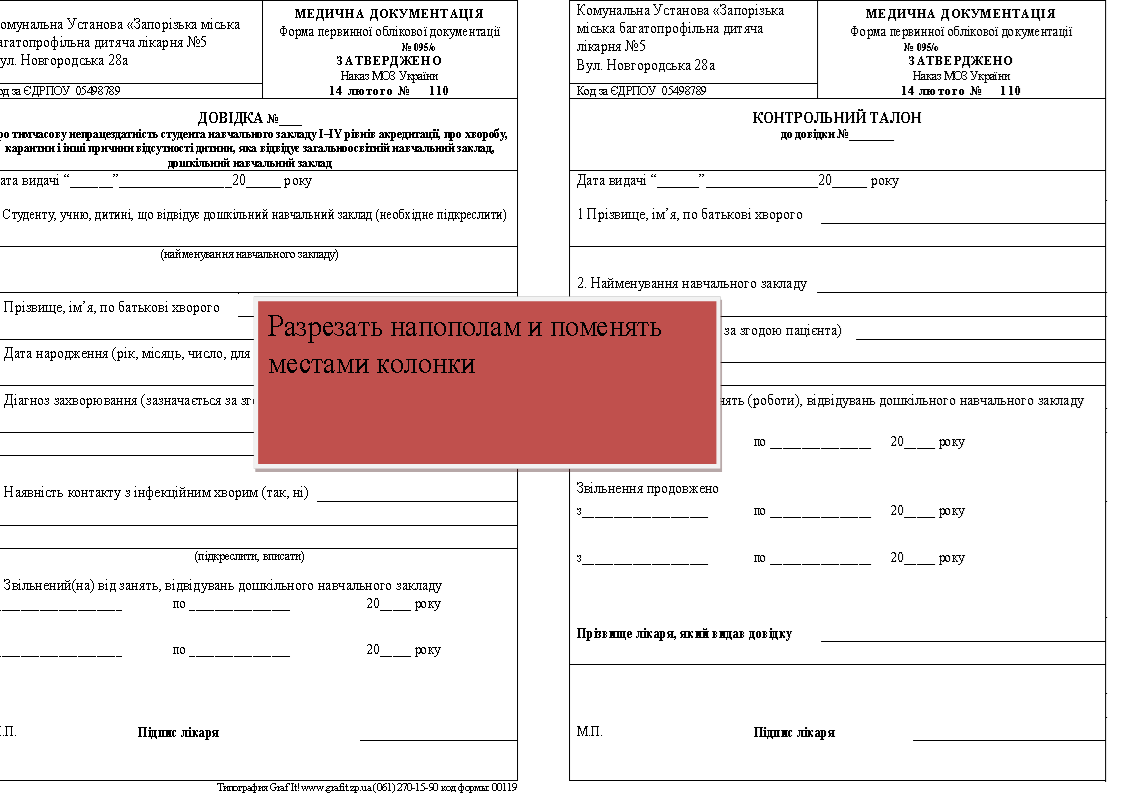 омунальна Установа «Запорізька міська
агатопрофільна дитяча лікарня №5
ул. Новгородська 28а
од за ЄДРПОУ 05498789
МЕДИЧНА ДОКУМЕНТАЦІЯ
Форма первинної облікової документації
№ 095/о
ЗАТВЕРДЖЕНО
Наказ МОЗ України
14 лютого № 110
ДОВІДКА №___
ро тимчасову непрацездатність студента навчального закладу І–ІУ рівнів акредитації, про хворобу,
карантин і інші причини відсутності дитини, яка відвідує загальноосвітній навчальний заклад,
дошкільний навчальний заклад
ата видачі “______”________________20_____ року
Студенту, учню, дитині, що відвідує дошкільний навчальний заклад (необхідне підкреслити)
(найменування навчального закладу)
Прізвище, ім’я, по батькові хворого
Дата народження (рік, місяць, число, для
Діагноз захворювання (зазначається за зго
Наявність контакту з інфекційним хворим (так, ні)
(підкреслити, вписати)
Звільнений(на) від занять, відвідувань дошкільного навчального закладу
__________________ по ______________ 20____ року
__________________ по ______________ 20____ року
.П. Підпис лікаря
Типография Graf It! www.grafit.zp.ua (061) 270-15-90 код формы: 00119
Разрезать напополам и поменять
местами колонки
Комунальна Установа «Запорізька
міська багатопрофільна дитяча
лікарня №5
Вул. Новгородська 28а
Код за ЄДРПОУ 05498789
МЕДИЧНА ДОКУМЕНТАЦІЯ
Форма первинної облікової документації
№ 095/о
ЗАТВЕРДЖЕНО
Наказ МОЗ України
14 лютого № 110
КОНТРОЛЬНИЙ ТАЛОН
до довідки №_______
Дата видачі “______”________________20_____ року
1 Прізвище, ім’я, по батькові хворого
2. Найменування навчального закладу
за згодою пацієнта)
нять (роботи), відвідувань дошкільного навчального закладу
по ______________ 20____ року
Звільнення продовжено
з__________________ по ______________ 20____ року
з__________________ по ______________ 20____ року
Прізвище лікаря, який видав довідку
М.П. Підпис лікаря